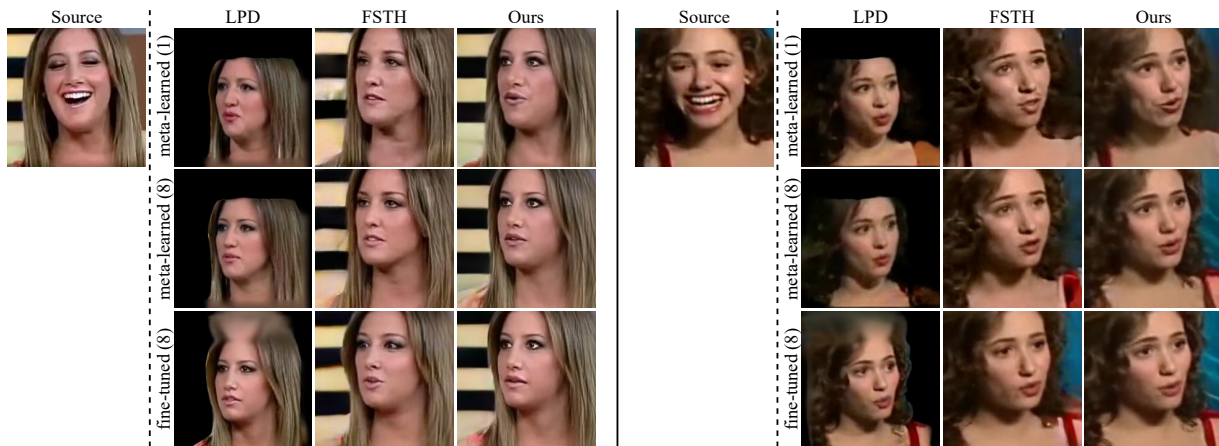 Source LPD FSTH Ours Source LPD FSTH Ours
meta-learned (1) meta-learned (1)
meta-learned (8) meta-learned (8)
fine-tuned (8) fine-tuned (8)